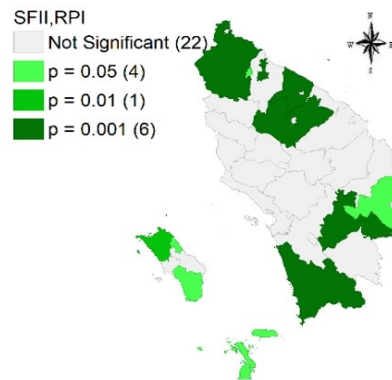 SFII,RPI
Not Significant (22)
p = 0.05 (4)
p = 0.01 (1)
p = 0.001 (6)
N
W
E
S